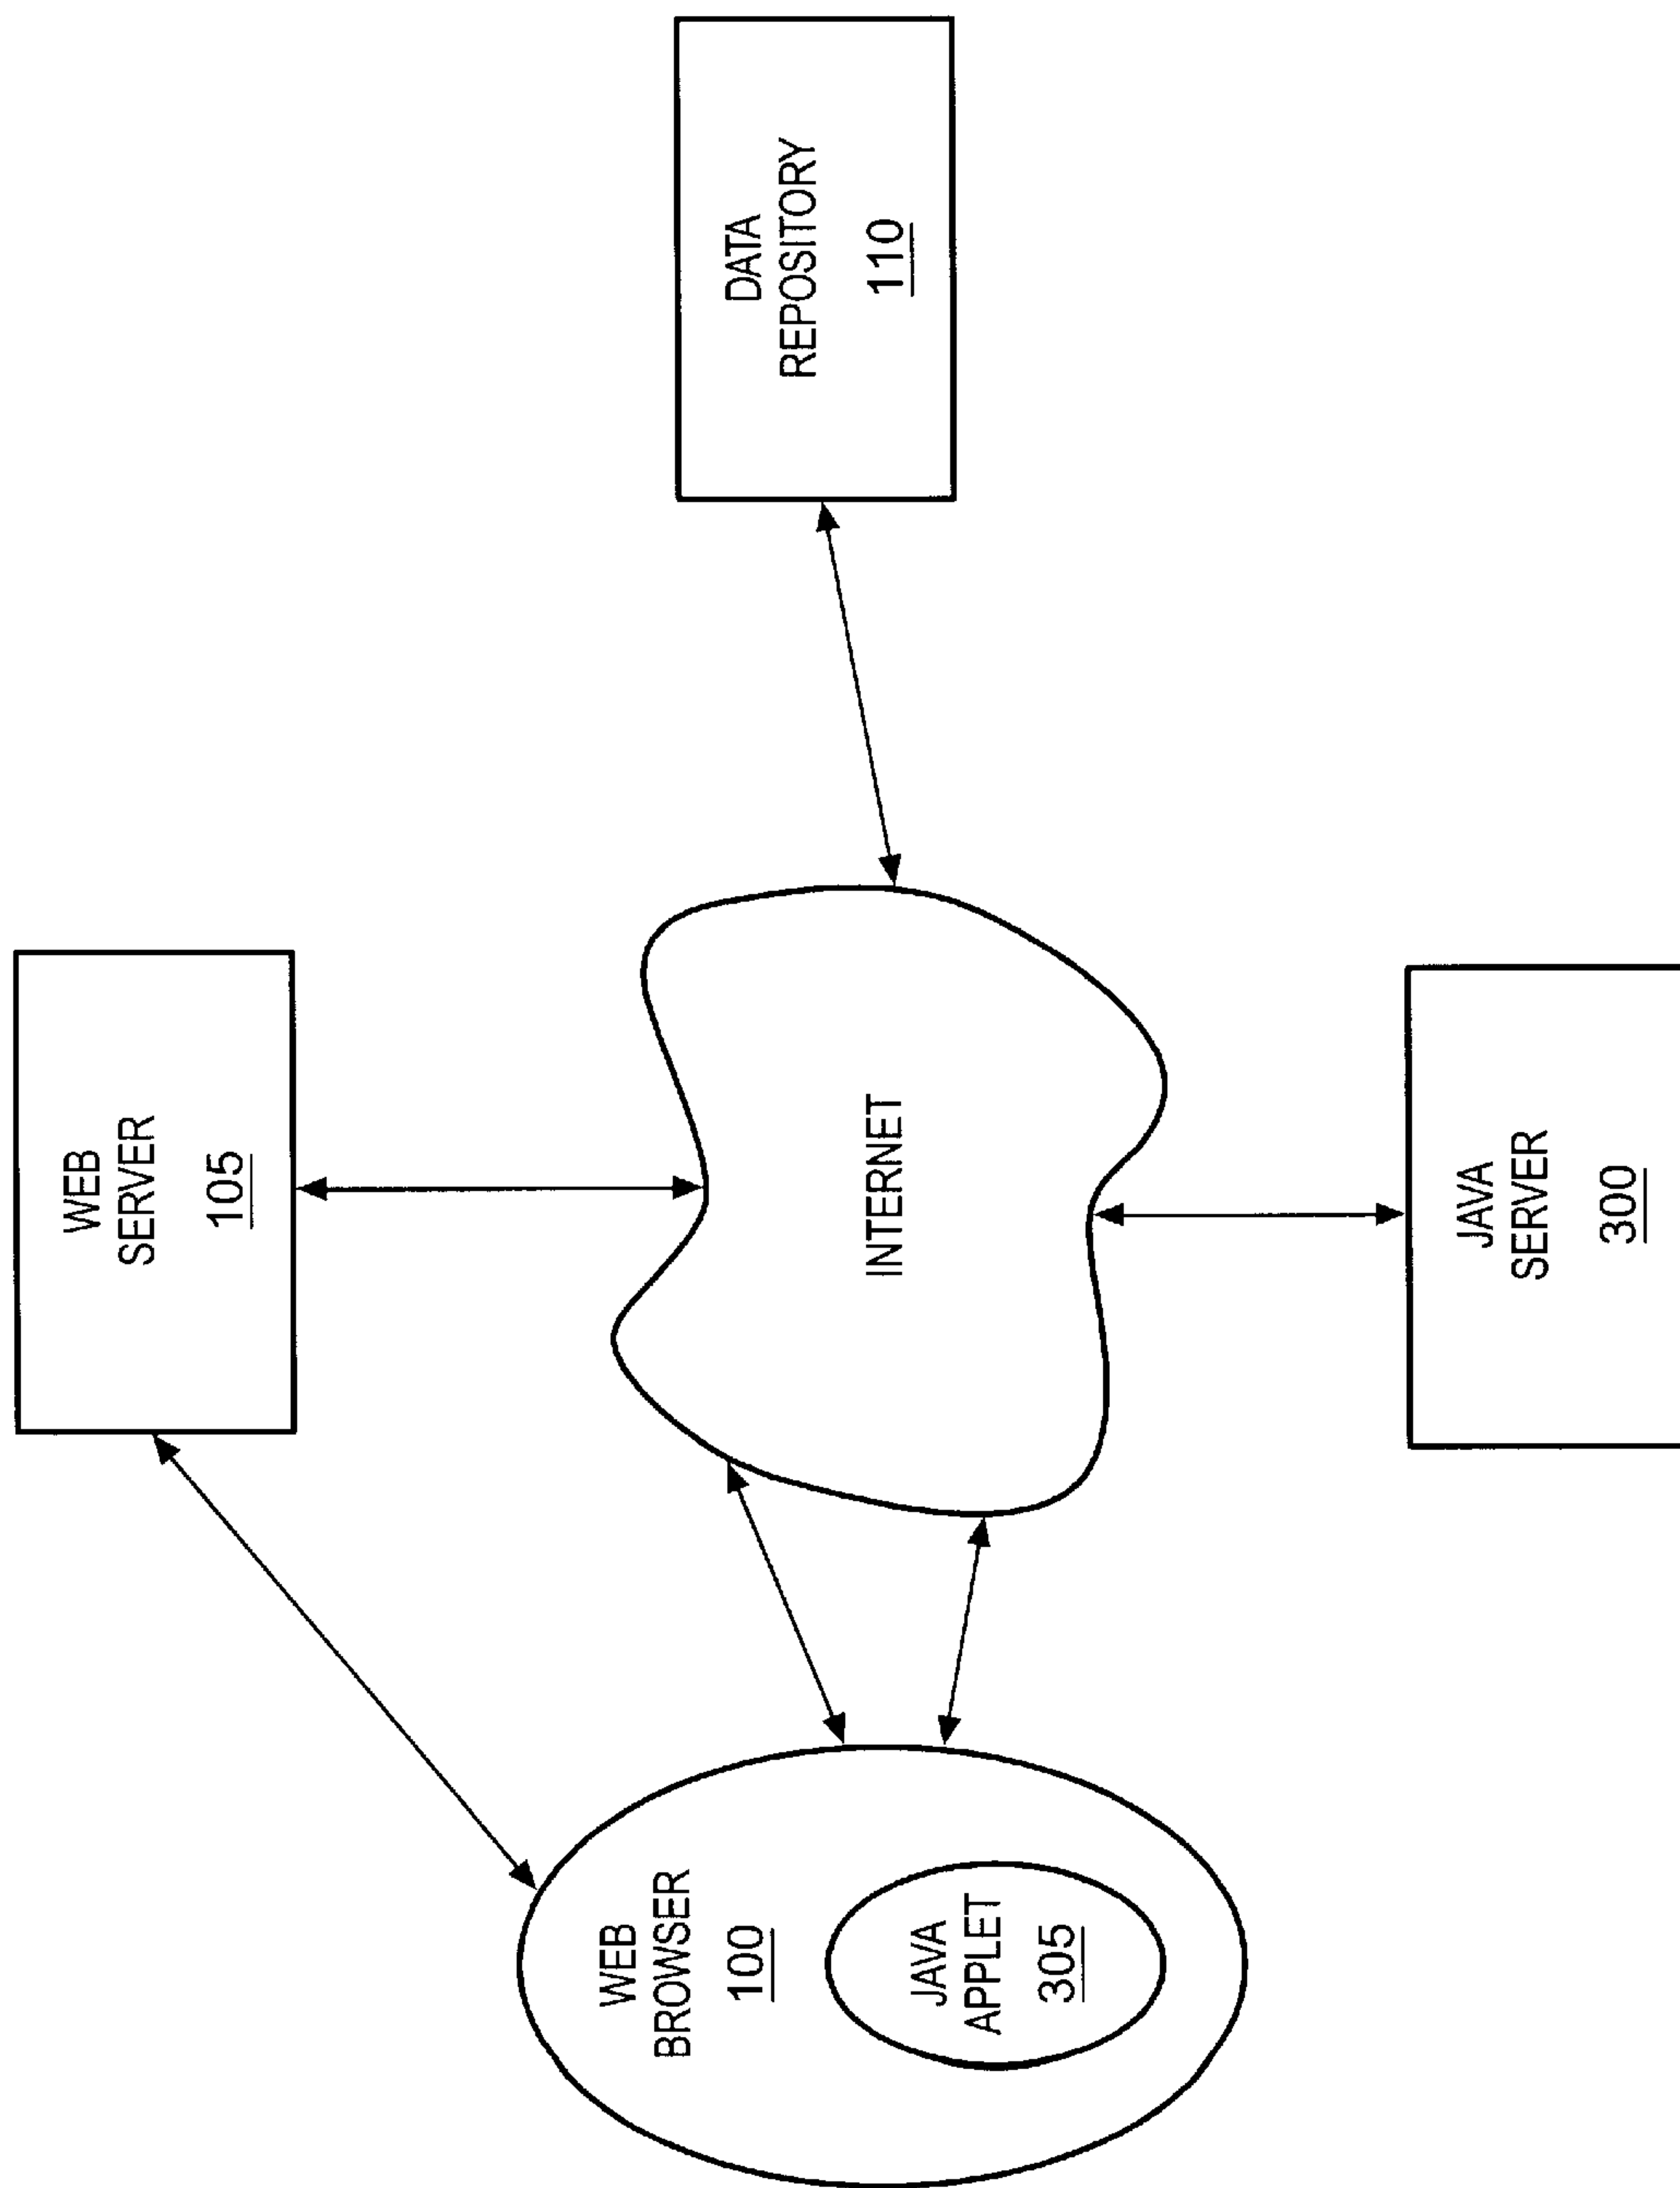 WEB
SERVER
105
WEB
BROWSER
100
JAVA
APPLET
305
INTERNET
DATA
REPOSITORY
110
JAVA
SERVER
300